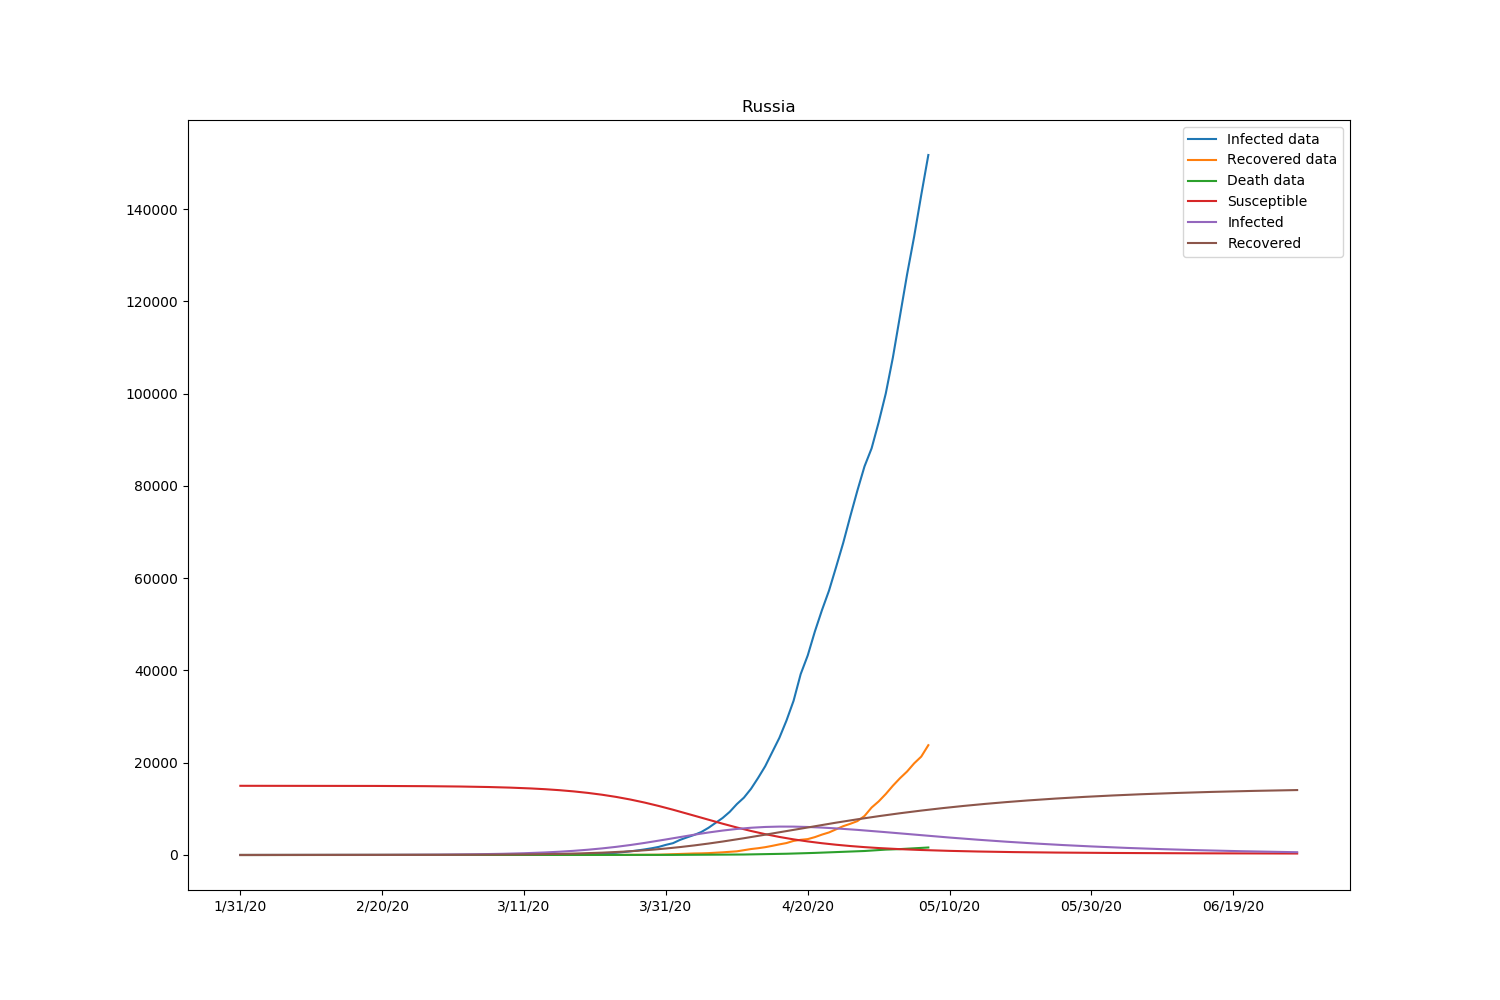 Russia
Infected data
Recovered data
Death data
Susceptible
Infected
Recovered
140000
120000
100000
80000
60000
40000
20000
0
1/31/20 2/20/20 3/11/20 3/31/20 4/20/20 05/10/20 05/30/20 06/19/20